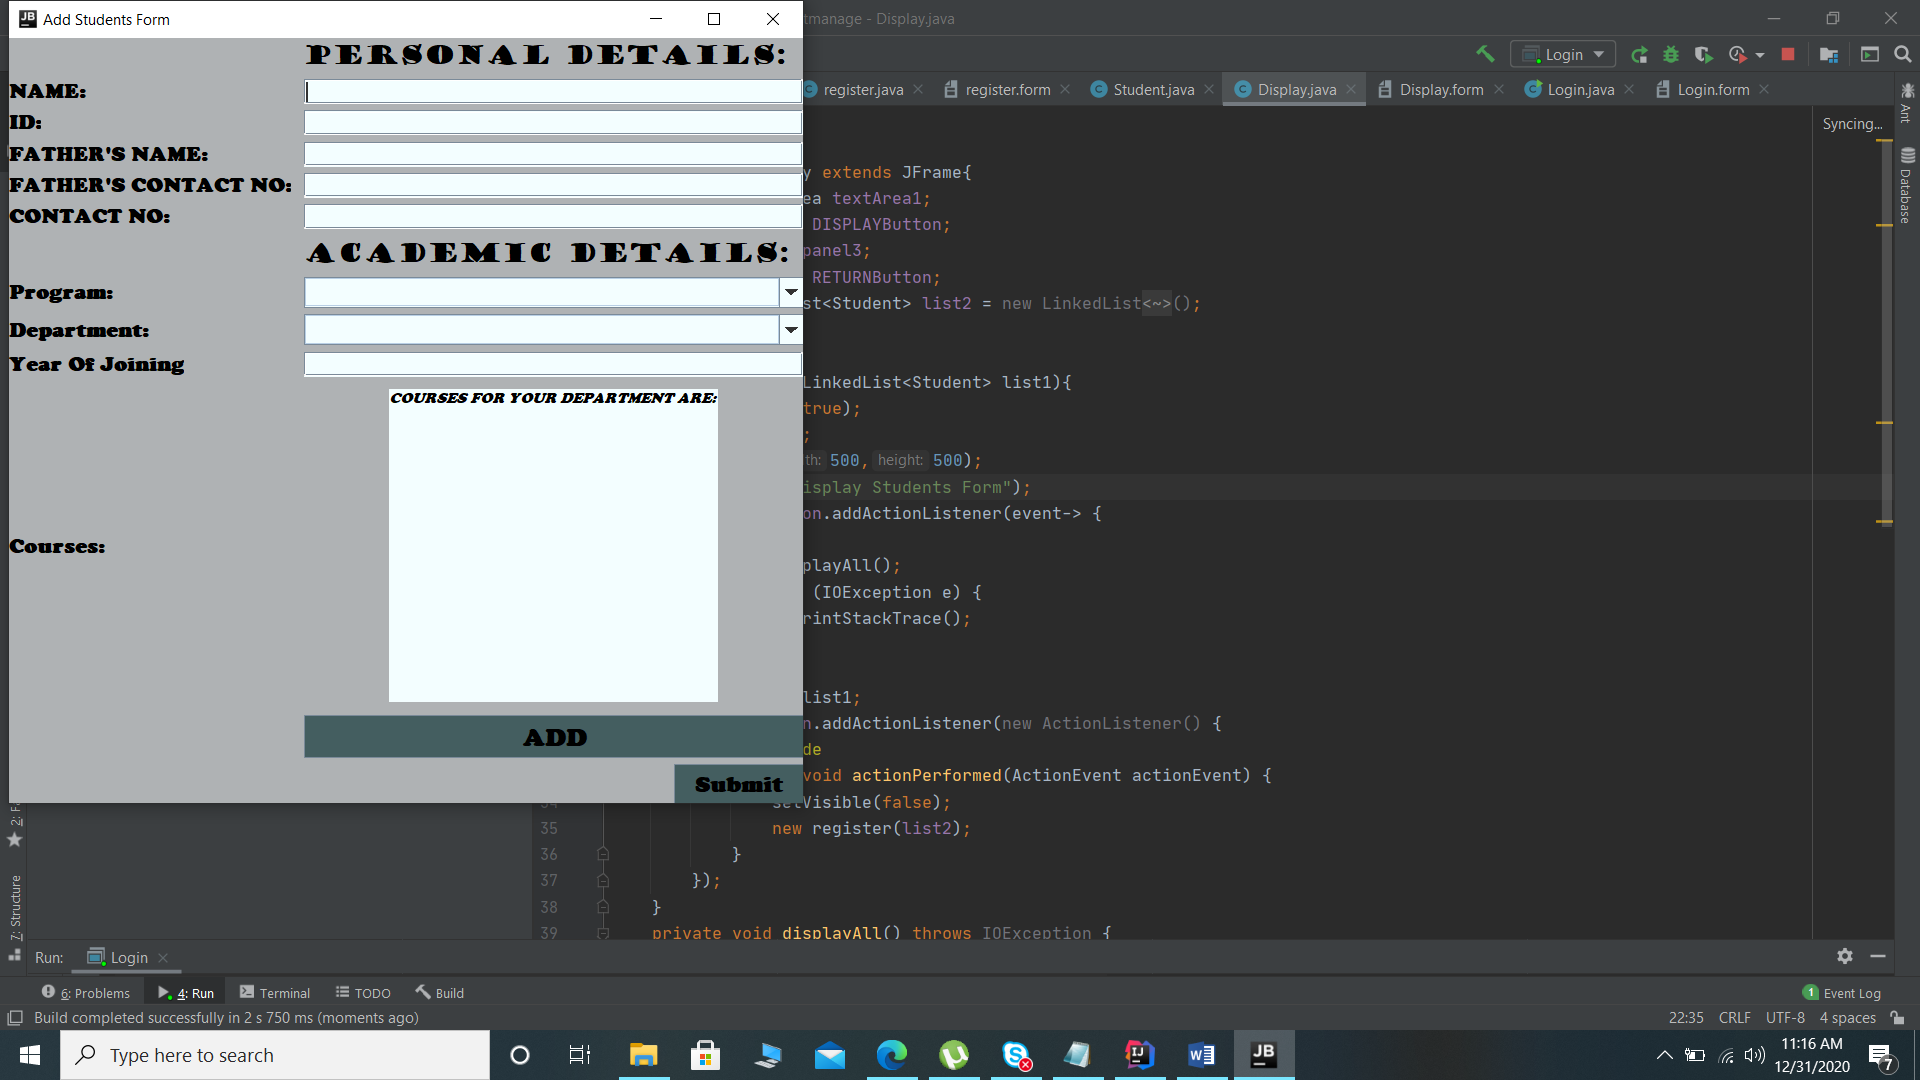 Add Students Form
tmanage - Display.java
PERSONAL DETAILS:
NAME:
ID:
FATHER'S NAME:
FATHER'S CONTACT NO:
CONTACT NO:
ACADEMIC DETAILS:
Program:
Department:
Year Of Joining
COURSES FOR YOUR DEPARTMENT ARE:
Courses:
ADD
Submit
Login
register.java
register.form
Student.java
Display.java
Display.form
Login.java
Login.form
Syncing...
Ant
Database
y extends JFrame{
ea textArea1;
DISPLAYButton;
panel3;
RETURNButton;
st<Student> list2 = new LinkedList<~>();
LinkedList<Student> list1){
true);
;
th: 500, height: 500);
isplay Students Form");
on.addActionListener(event-> {
playAll();
(IOException e) {
rintStackTrace();
list1;
n.addActionListener(new ActionListener() {
de
void actionPerformed(ActionEvent actionEvent) {
setVisible(false);
35 new register(list2);
36 }
37 });
38 }
39 private void displayAll() throws IOException {
7: Structure
Run: Login
6: Problems 4: Run Terminal TODO Build
1 Event Log
Build completed successfully in 2 s 750 ms (moments ago)
22:35 CRLF UTF-8 4 spaces
Type here to search
11:16 AM
12/31/2020
7